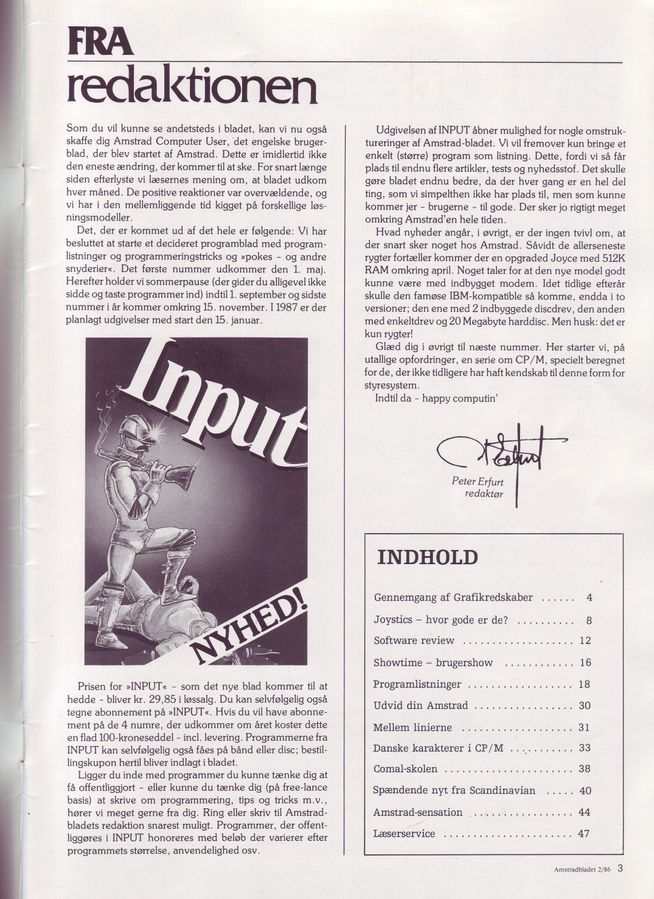 FRA
redaktionen
Som du vil kunne se andetsteds i bladet, kan vi nu også
skaffe dig Amstrad Computer User, det engelske bruger-
blad, der blev startet af Amstrad. Dette er imidlertid ikke
den eneste ændring, der kommer til at ske. For snart længe
siden efterlyste vi læsernes mening om, at bladet udkom
hver måned. De positive reaktioner var overvældende, og
vi har i den mellemliggende tid kigget på forskellige løs-
ningsmodeller.
Det, der er kommet ud af det hele er følgende: Vi har
besluttet at starte et decideret programblad med program-
listninger og programmeringstricks og »pokes - og andre
snyderier«. Det første nummer udkommer den 1. maj.
Herefter holder vi sommerpause (der gider du alligevel ikke
sidde og taste programmer ind) indtil 1. september og sidste
nummer i år kommer omkring 15. november. I 1987 er der
planlagt udgivelser med start den 15. januar.
Input
NYHED!
Prisen for »INPUT« - som det nye blad kommer til at
hedde - bliver kr. 29,85 i løssalg. Du kan selvfølgelig også
tegne abonnement på »INPUT«. Hvis du vil have abonne-
ment på de 4 numre, der udkommer om året koster dette
en flad 100-kroneseddel - incl. levering. Programmerne fra
INPUT kan selvfølgelig også fåes på bånd eller disc; bestil-
lingskupon hertil bliver indlagt i bladet.
Ligger du inde med programmer du kunne tænke dig at
få offentliggjort - eller kunne du tænke dig (på free-lance
basis) at skrive om programmering, tips og tricks m.v.,
hører vi meget gerne fra dig. Ring eller skriv til Amstrad-
bladets redaktion snarest muligt. Programmer, der offent-
liggøres i INPUT honoreres med beløb der varierer efter
programmets størrelse, anvendelighed osv.
Udgivelsen af INPUT åbner mulighed for nogle omstruk-
tureringer af Amstrad-bladet. Vi vil fremover kun bringe et
enkelt (større) program som listning. Dette, fordi vi så får
plads til endnu flere artikler, tests og nyhedsstof. Det skulle
gøre bladet endnu bedre, da der hver gang er en hel del
ting, som vi simpelthen ikke har plads til, men som kunne
kommer jer - brugerne - til gode. Der sker jo rigtigt meget
omkring Amstrad'en hele tiden.
Hvad nyheder angår, i øvrigt, er der ingen tvivl om, at
der snart sker noget hos Amstrad. Såvidt de allerseneste
rygter fortæller kommer der en opgraded Joyce med 512K
RAM omkring april. Noget taler for at den nye model godt
kunne være med indbygget modem. Idet tidlige efterår
skulle den famøse IBM-kompatible så komme, endda i to
versioner; den ene med 2 indbyggede discdrev, den anden
med enkeltdrev og 20 Megabyte harddisc. Men husk: det er
kun rygter!
Glæd dig i øvrigt til næste nummer. Her starter vi, på
utallige opfordringer, en serie om CP/M, specielt beregnet
for de, der ikke tidligere har haft kendskab til denne form for
styresystem.
Indtil da - happy computin'
Peter Erfurt
redaktør
INDHOLD
Gennemgang af Grafikredskaber ...... 4
Joystics – hvor gode er de? .......... 8
Software review ................... 12
Showtime – brugershow ............ 16
Programlistninger .................. 18
Udvid din Amstrad ................. 30
Mellem linierne .................... 31
Danske karakterer i CP/M ........... 33
Comal-skolen ...................... 38
Spændende nyt fra Scandinavian ..... 40
Amstrad-sensation .................. 44
Læserservice ...................... 47
Amstradbladet 2/86 3